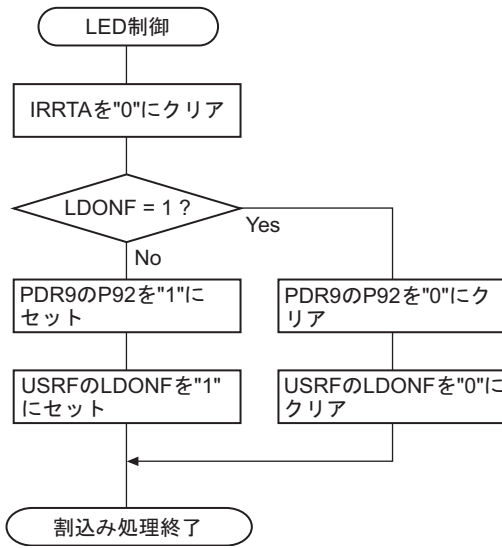 LED制御
IRRTAを"0"にクリア
LDONF = 1 ?
Yes
No
PDR9のP92を"1"に
セット
PDR9のP92を"0"にク
リア
USRFのLDONFを"1"
にセット
USRFのLDONFを"0"に
クリア
割込み処理終了